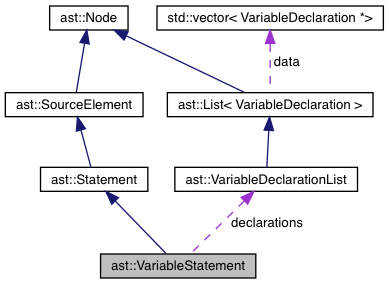 ast::Node
std::vector< VariableDeclaration *>
data
ast::SourceElement
ast::List< VariableDeclaration >
ast::Statement
ast::VariableDeclarationList
declarations
ast::VariableStatement